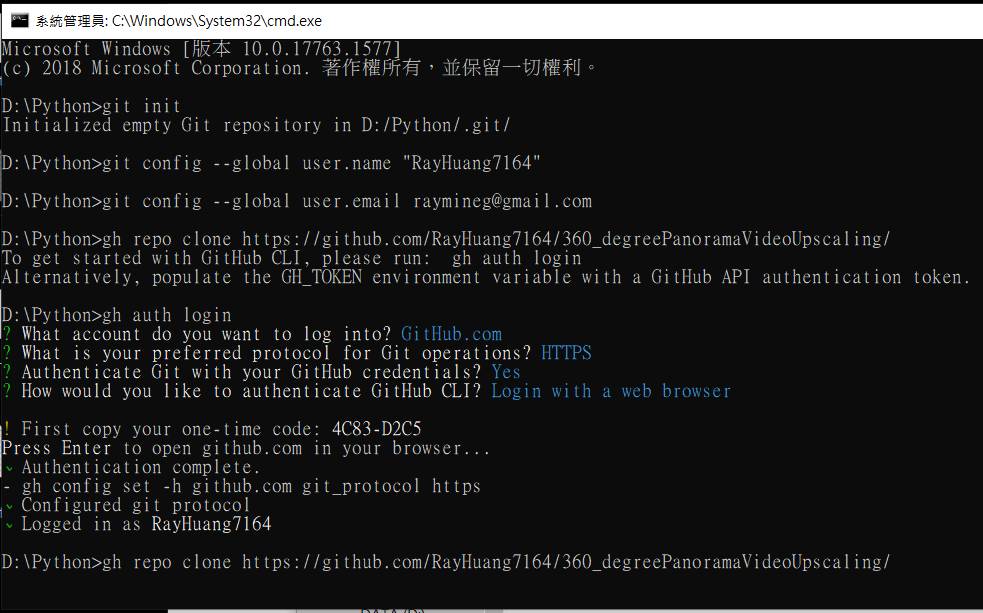 系統管理員: C:\Windows\System32\cmd.exe
Microsoft Windows [版本 10.0.17763.1577]
(c) 2018 Microsoft Corporation. 著作權所有，並保留一切權利。
D:\Python>git init
Initialized empty Git repository in D:/Python/.git/
D:\Python>git config --global user.name "RayHuang7164"
D:\Python>git config --global user.email raymineg@gmail.com
D:\Python>gh repo clone https://github.com/RayHuang7164/360_degreePanoramaVideoUpscaling/
To get started with GitHub CLI, please run:  gh auth login
Alternatively, populate the GH_TOKEN environment variable with a GitHub API authentication token.
D:\Python>gh auth login
? What account do you want to log into? GitHub.com
? What is your preferred protocol for Git operations? HTTPS
? Authenticate Git with your GitHub credentials? Yes
? How would you like to authenticate GitHub CLI? Login with a web browser
! First copy your one-time code: 4C83-D2C5
Press Enter to open github.com in your browser...
Authentication complete.
- gh config set -h github.com git_protocol https
Configured git protocol
Logged in as RayHuang7164
D:\Python>gh repo clone https://github.com/RayHuang7164/360_degreePanoramaVideoUpscaling/